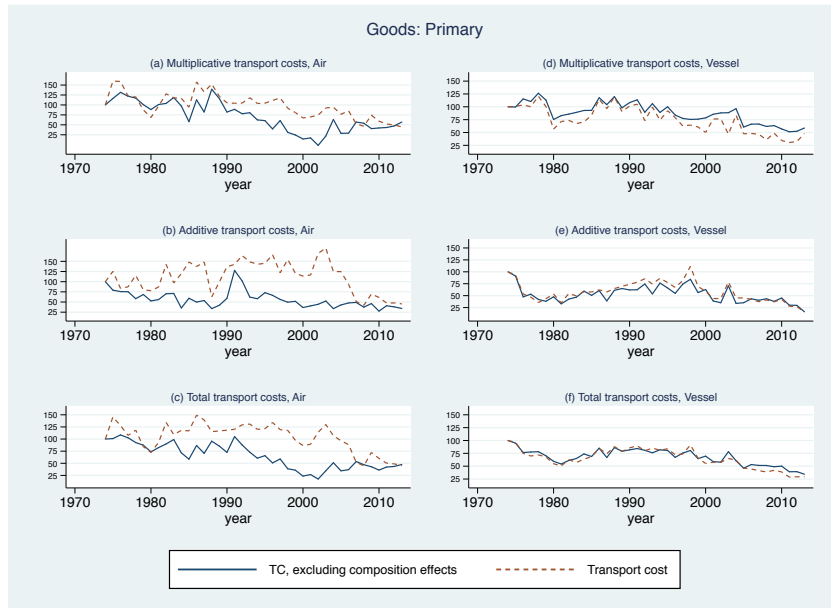 Goods: Primary
(a) Multiplicative transport costs, Air
150
125
100
75
50
25
1970 1980 1990 2000 2010
year
(b) Additive transport costs, Air
150
125
100
75
50
25
1970 1980 1990 2000 2010
year
(c) Total transport costs, Air
150
125
100
75
50
25
1970 1980 1990 2000 2010
year
(d) Multiplicative transport costs, Vessel
150
125
100
75
50
25
1970 1980 1990 2000 2010
year
(e) Additive transport costs, Vessel
150
125
100
75
50
25
1970 1980 1990 2000 2010
year
(f) Total transport costs, Vessel
150
125
100
75
50
25
1970 1980 1990 2000 2010
year
TC, excluding composition effects Transport cost